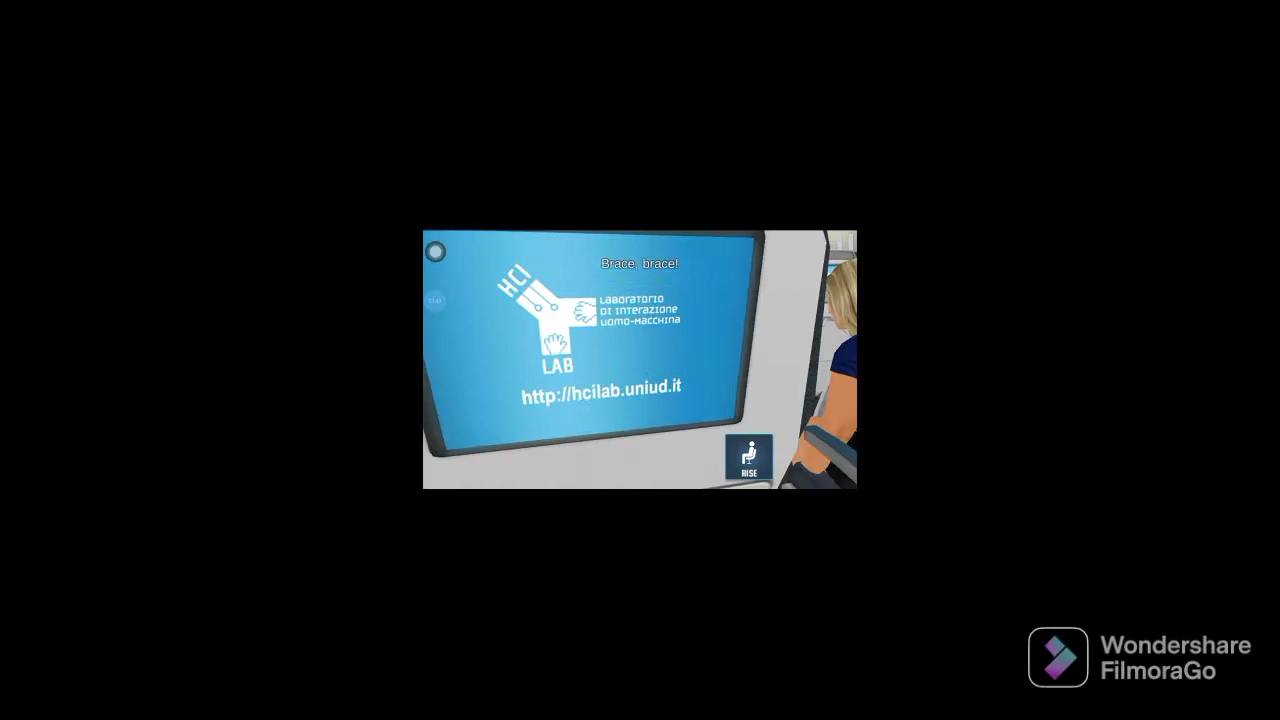 Brace, brace!
HCI
LABORATORIO
DI INTERAZIONE
UOMO-MACCHINA
LAB
http://hcilab.uniud.it
RISE
Wondershare
FilmoraGo